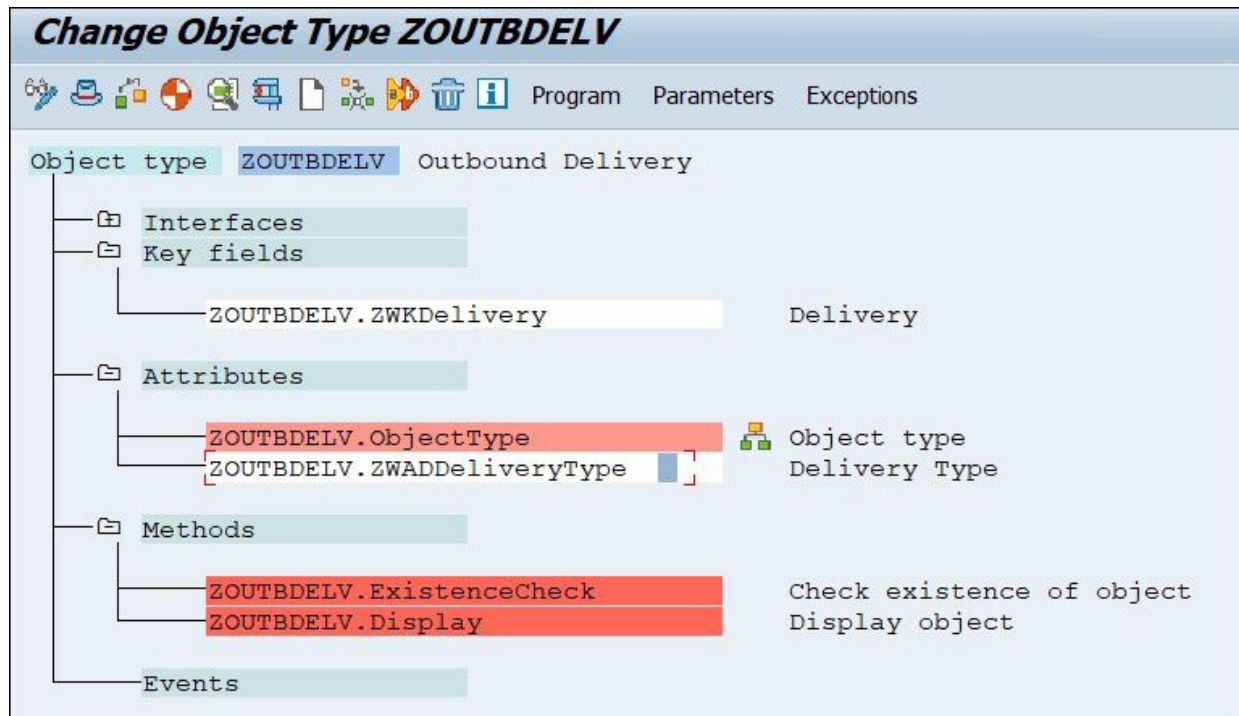 Change Object Type ZOUTBDELV
Program Parameters Exceptions
Object type ZOUTBDELV Outbound Delivery
Interfaces
Key fields
ZOUTBDELV.ZWKDelivery Delivery
Attributes
ZOUTBDELV.ObjectType Object type
ZOUTBDELV.ZWADDeliveryType Delivery Type
Methods
ZOUTBDELV.ExistenceCheck Check existence of object
ZOUTBDELV.Display Display object
Events